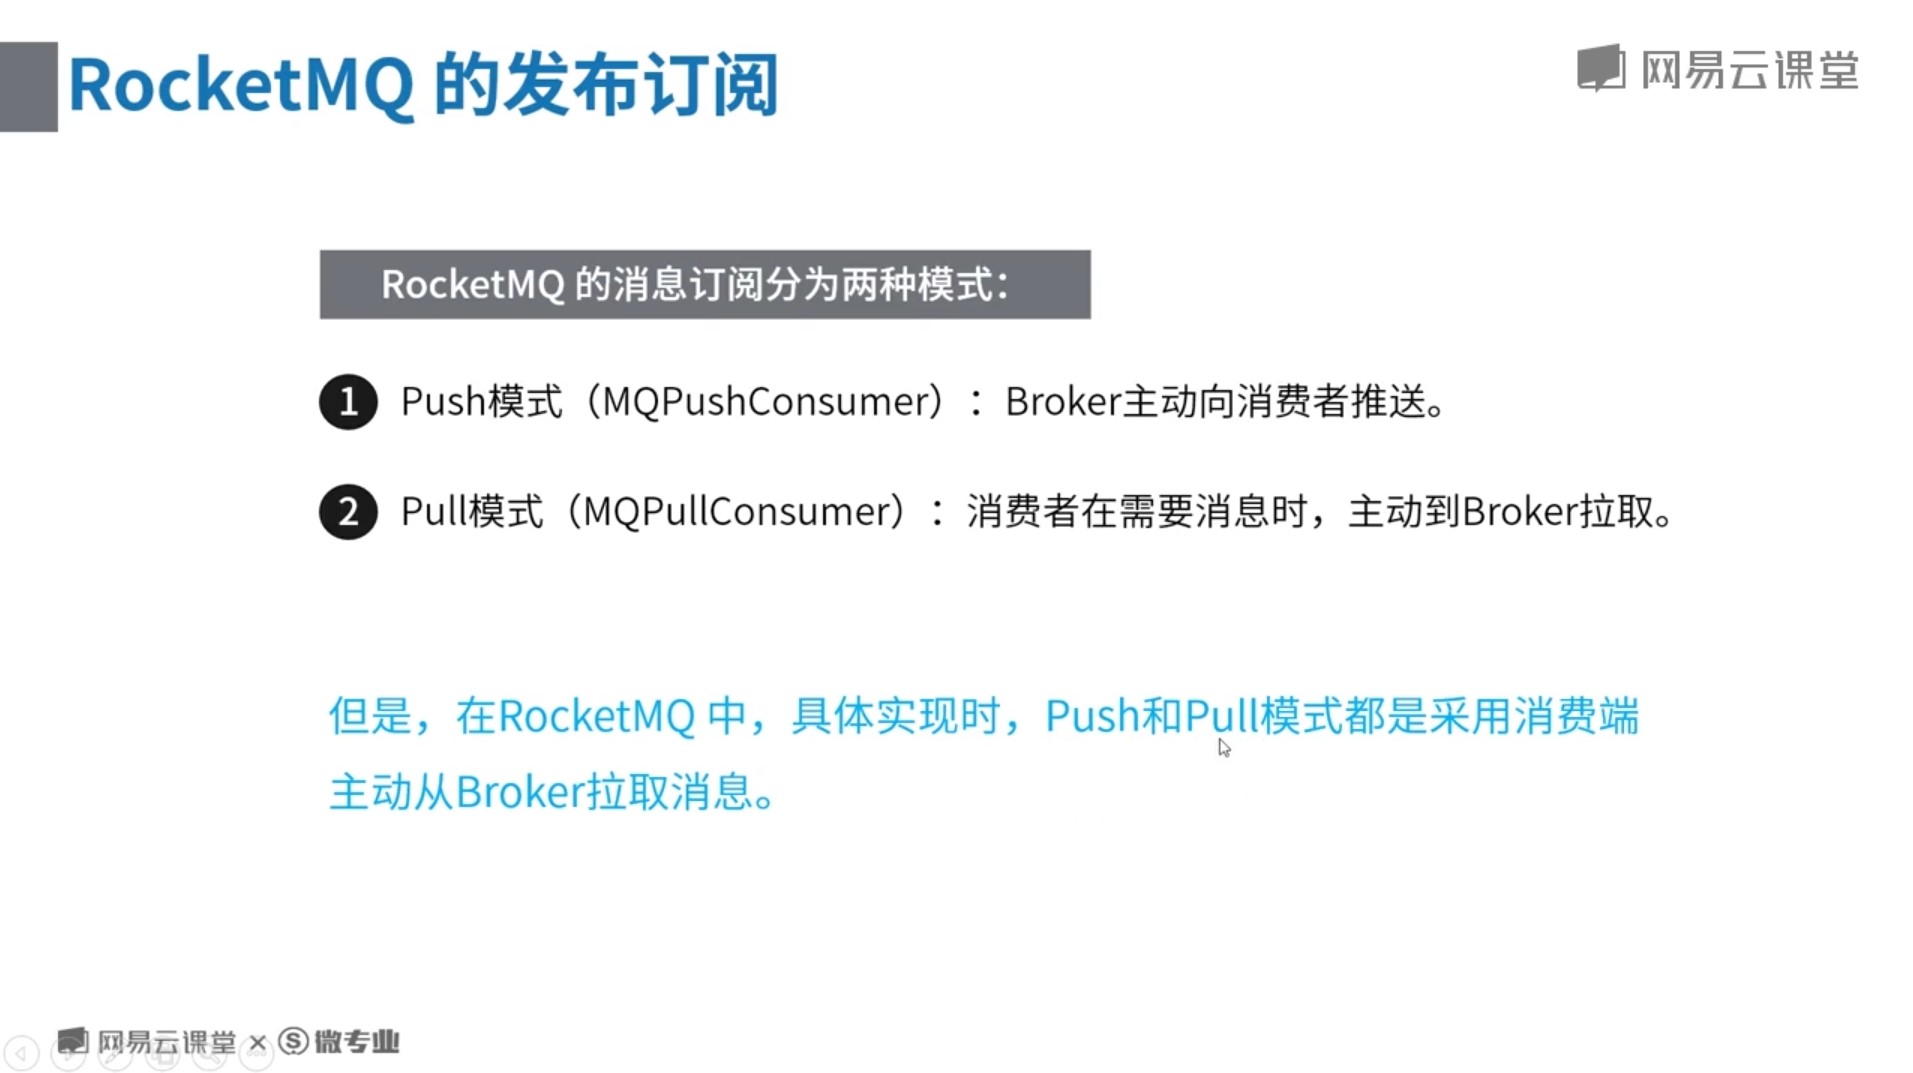 RocketMQ 的发布订阅
网易云课堂
RocketMQ 的消息订阅分为两种模式：
1 Push模式（MQPushConsumer）：Broker主动向消费者推送。
2 Pull模式（MQPullConsumer）：消费者在需要消息时，主动到Broker拉取。
但是，在RocketMQ 中，具体实现时，Push和Pull模式都是采用消费端
主动从Broker拉取消息。
网易云课堂 × S 微专业